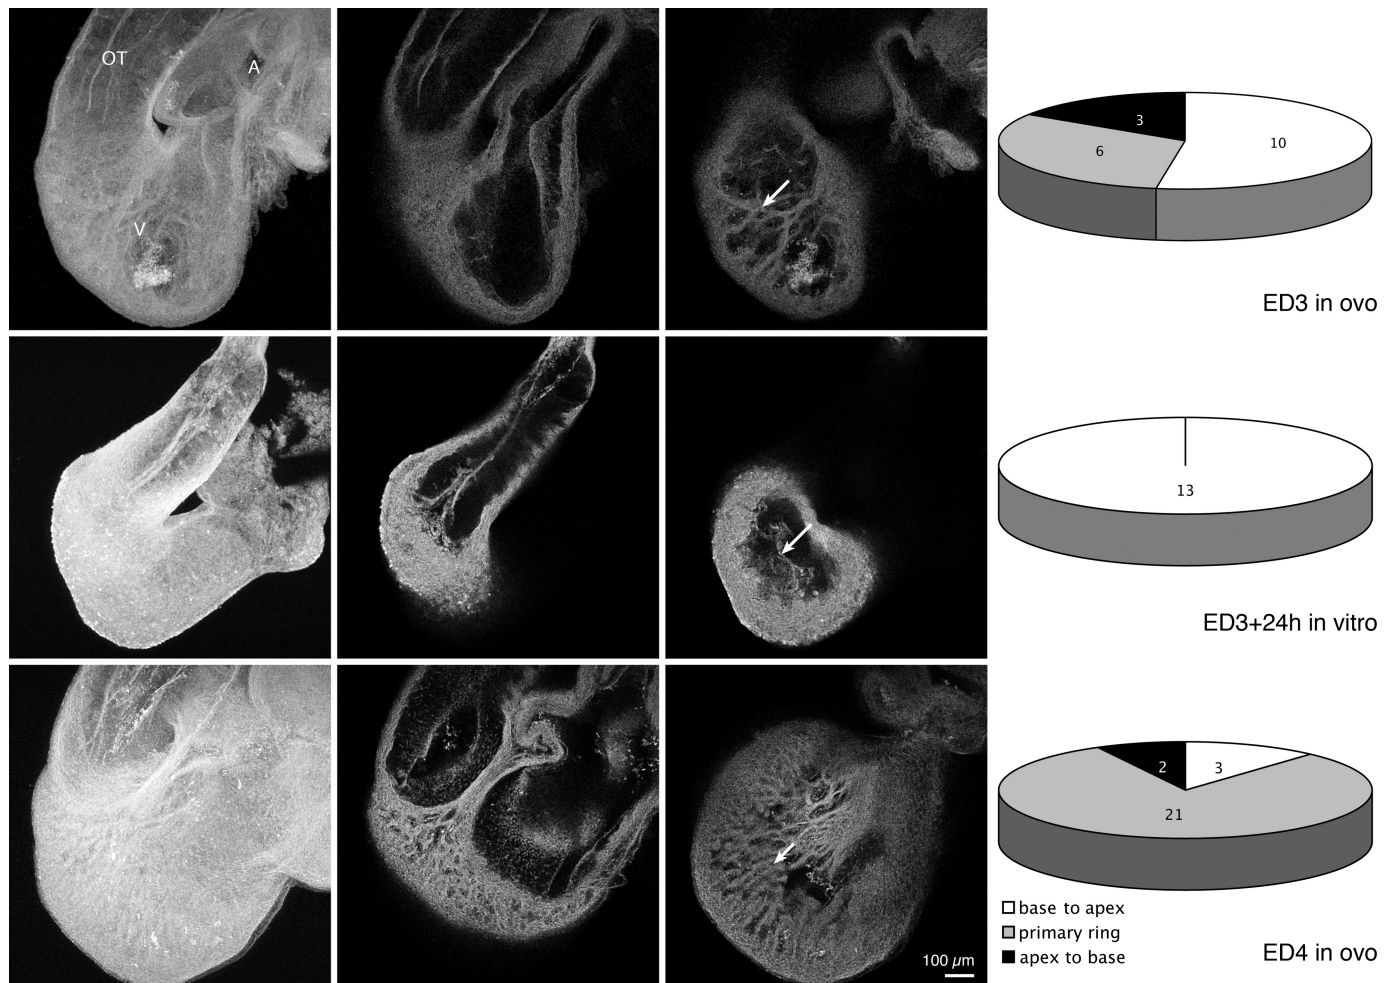 OT
A
V
3
10
6
ED3 in ovo
13
ED3+24h in vitro
2
3
21
base to apex
primary ring
apex to base
ED4 in ovo
100 µm